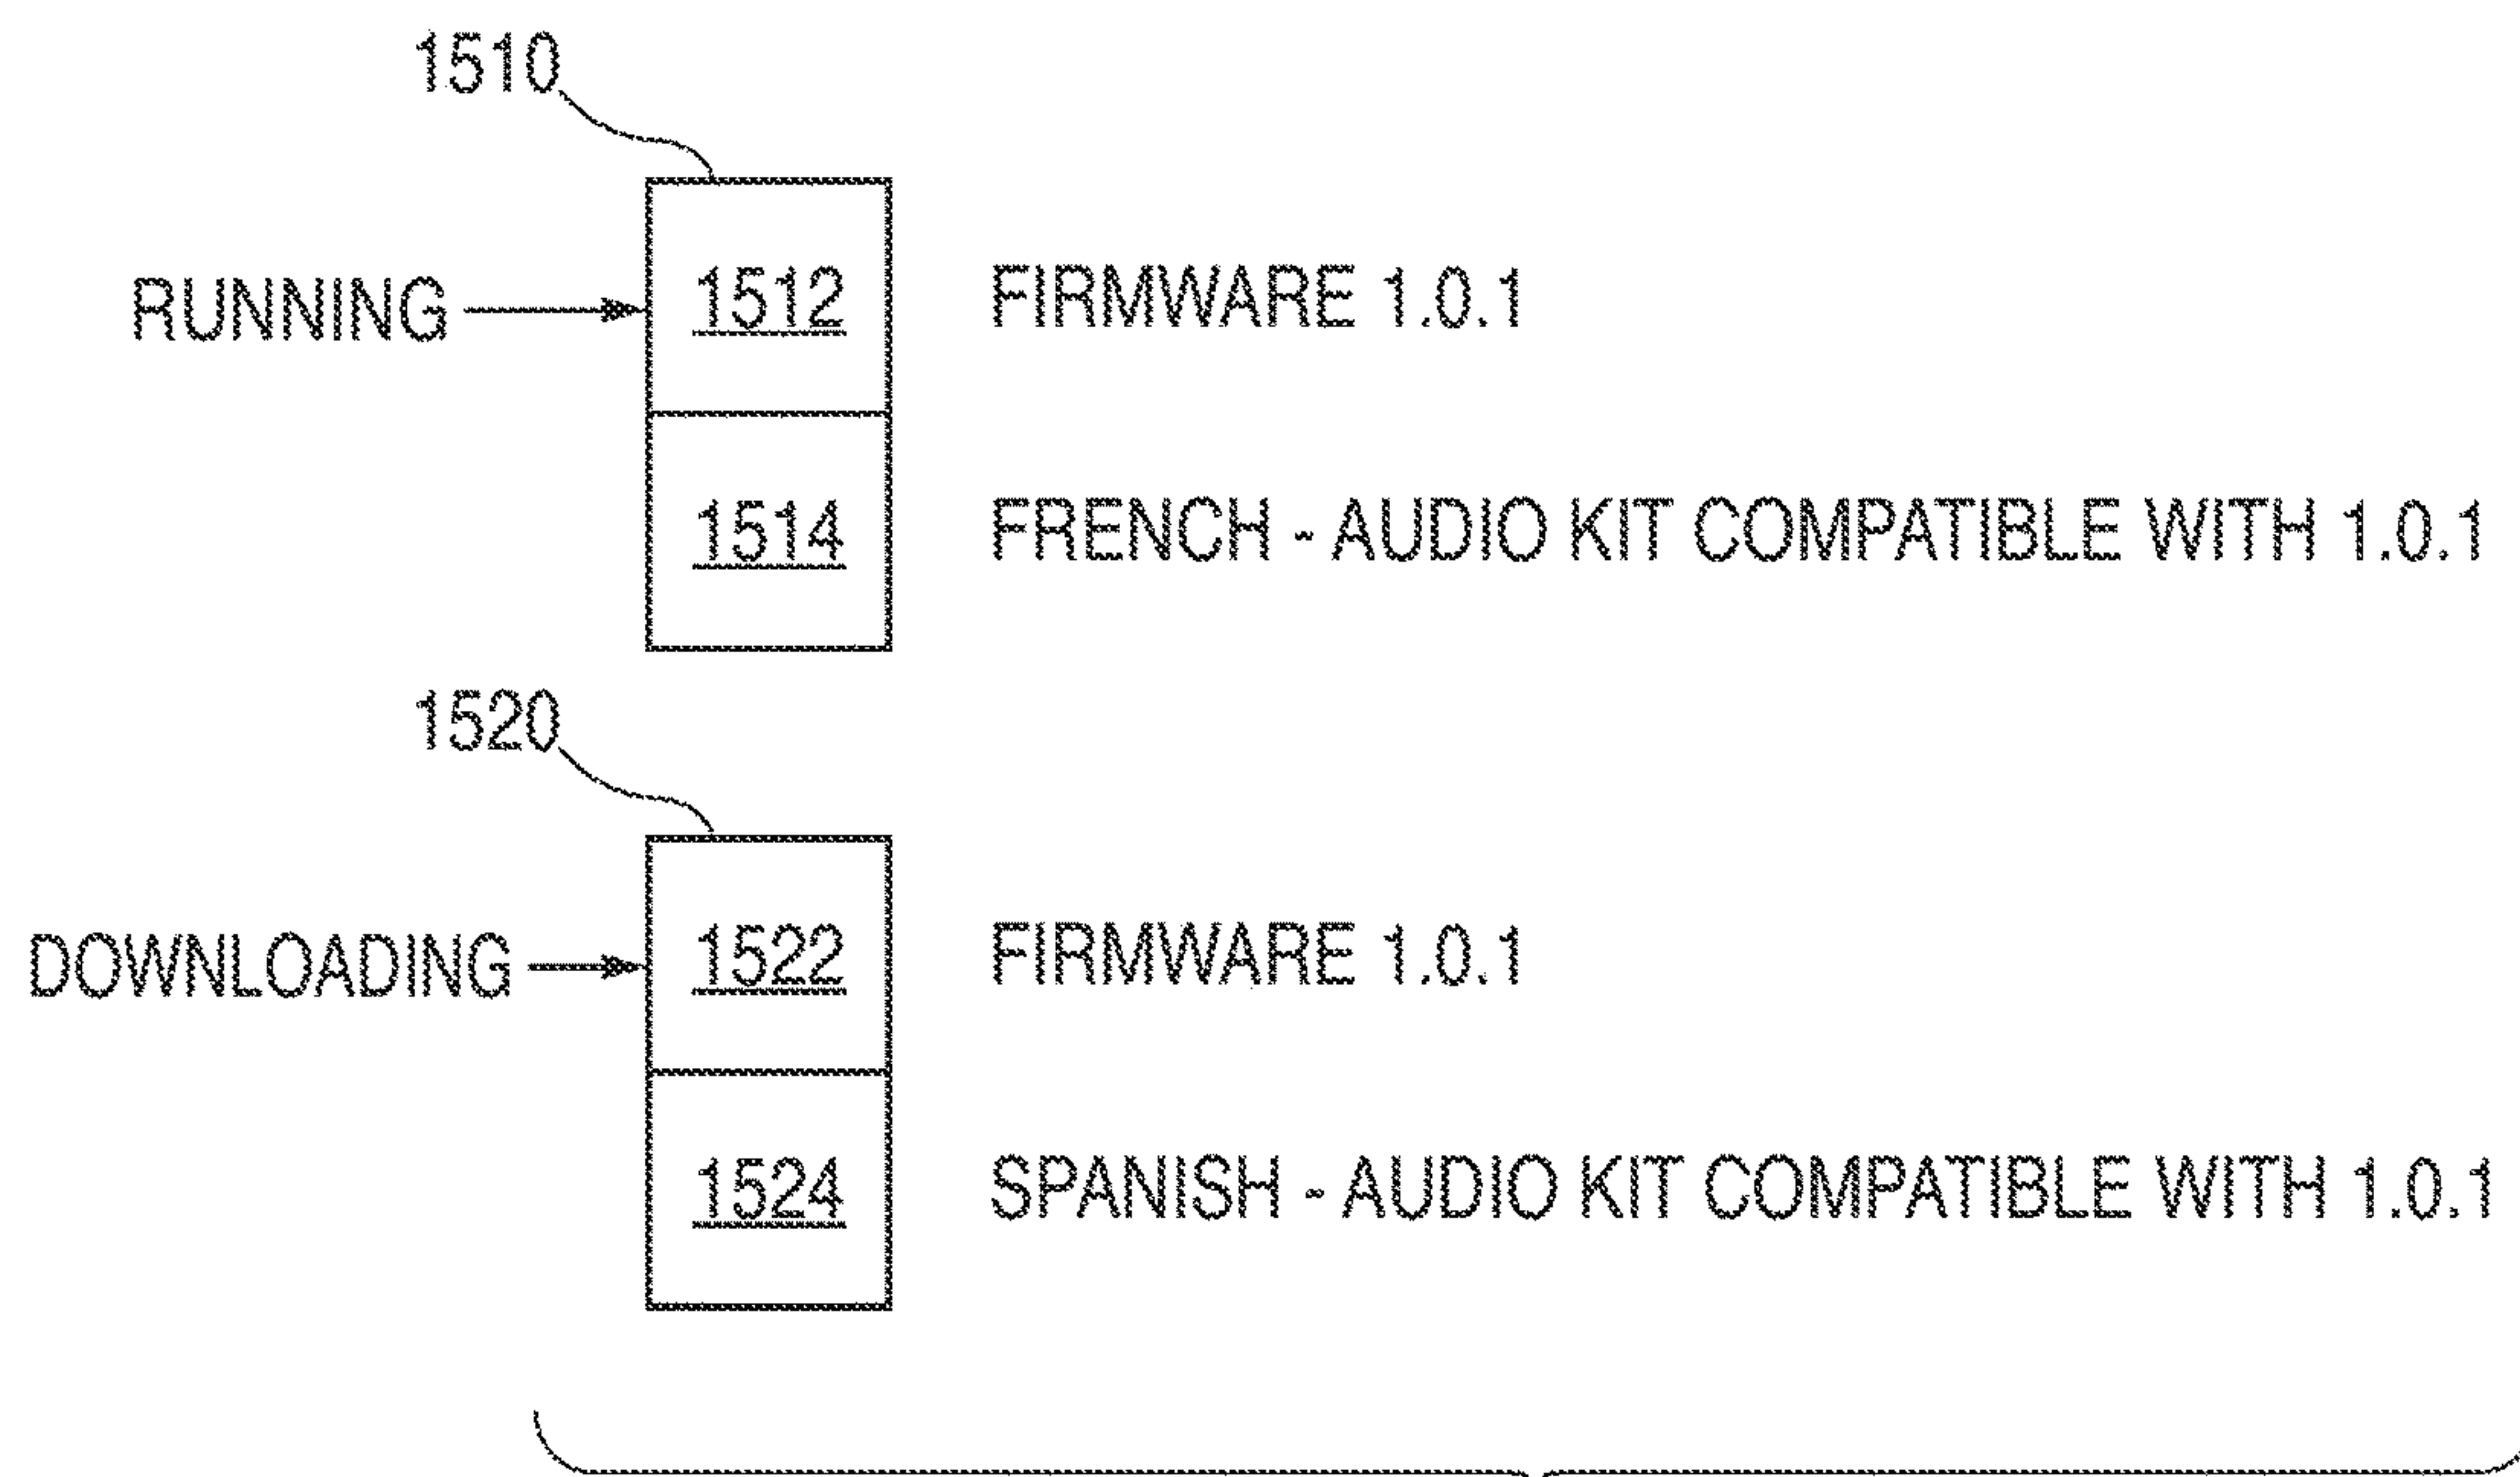 1510
RUNNING 1512 FIRMWARE 1.0.1
1514 FRENCH - AUDIO KIT COMPATIBLE WITH 1.0.1
1520
DOWNLOADING 1522 FIRMWARE 1.0.1
1524 SPANISH - AUDIO KIT COMPATIBLE WITH 1.0.1